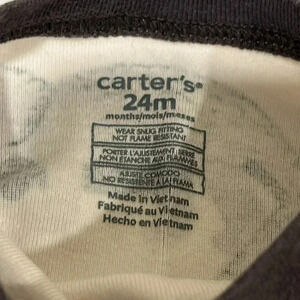 carter's®
24m
months/mois/meses
WEAR SNUG FITTING
NOT FLAME RESISTANT
PORTER L'AJUSTEMENT SERRÉ
NON ÉTANCHE AUX FLAMMES
AJUSTE COMODO
NO RESISTENTE A LA FLAMA
Made in Vietnam
Fabriqué au Vietnam
Hecho en Vietnam